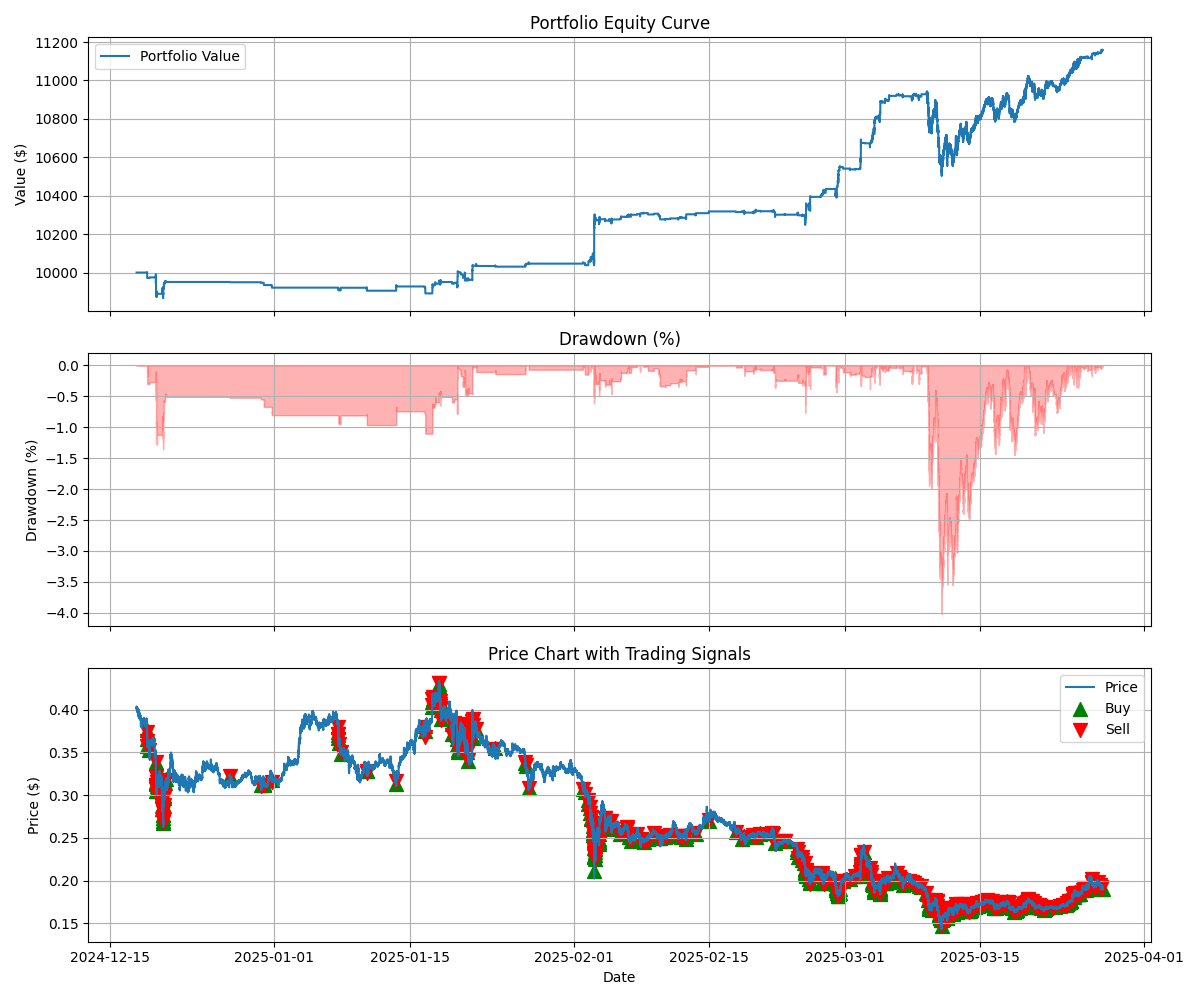 Portfolio Equity Curve
Portfolio Value
Value ($)
11200
11000
10800
10600
10400
10200
10000
Drawdown (%)
Drawdown (%)
0.0
−0.5
−1.0
−1.5
−2.0
−2.5
−3.0
−3.5
−4.0
Price Chart with Trading Signals
Price
Buy
Sell
Price ($)
0.40
0.35
0.30
0.25
0.20
0.15
2024-12-15 2025-01-01 2025-01-15 2025-02-01 2025-02-15 2025-03-01 2025-03-15 2025-04-01
Date